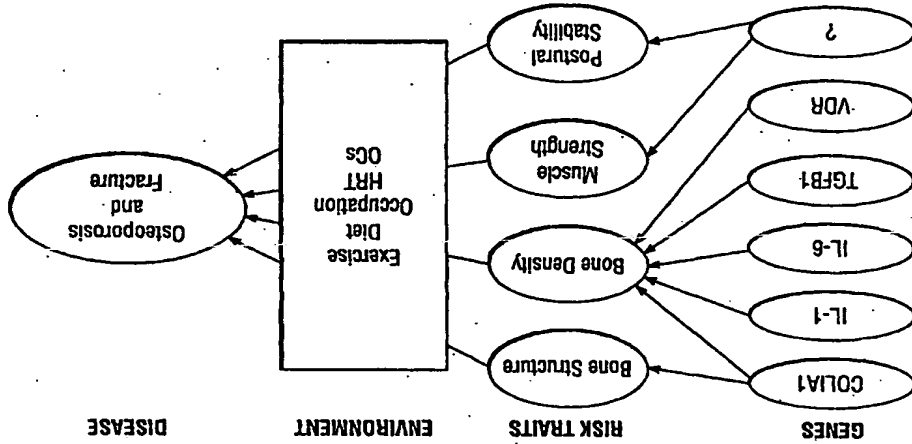 GENES
RISK TRAITS
ENVIRONMENT
DISEASE
COLIA1
IL-1
IL-6
TGFB1
VDR
?
Bone Structure
Bone Density
Muscle
Strength
Postural
Stability
Exercise
Diet
Occupation
HRT
OCs
Osteoporosis
and
Fracture